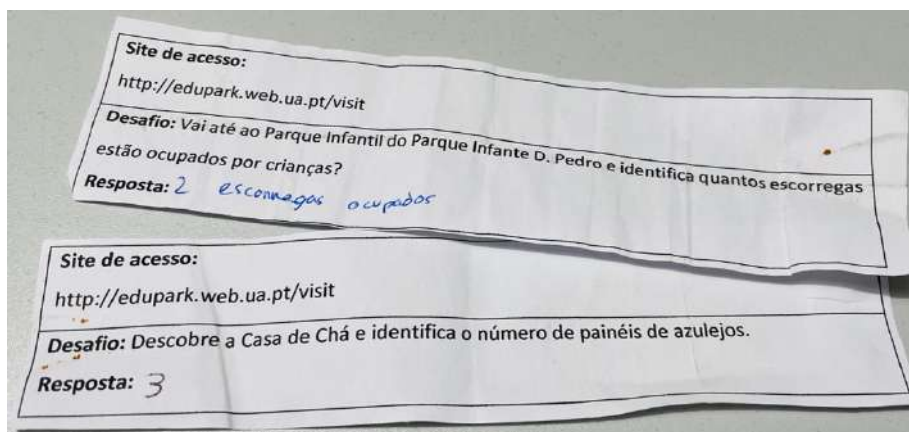 Site de acesso:
http://edupark.web.ua.pt/visit
Desafio: Vai até ao Parque Infantil do Parque Infante D. Pedro e identifica quantos escorregas
estão ocupados por crianças?
Resposta: 2 escorregas ocupados
Site de acesso:
http://edupark.web.ua.pt/visit
Desafio: Descobre a Casa de Chá e identifica o número de painéis de azulejos.
Resposta: 3